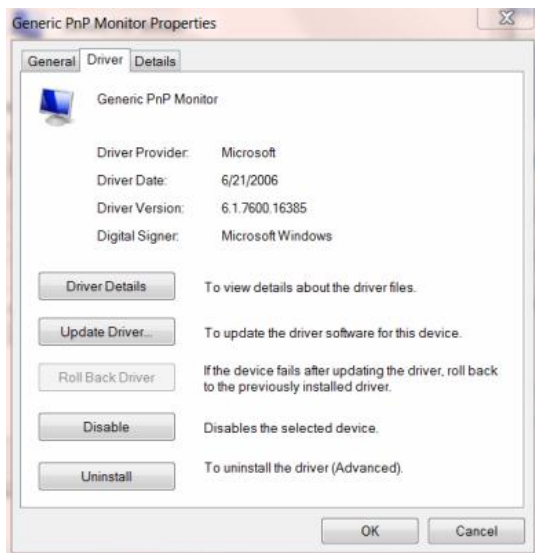 Generic PnP Monitor Properties
General Driver Details
Generic PnP Monitor
Driver Provider: Microsoft
Driver Date: 6/21/2006
Driver Version: 6.1.7600.16385
Digital Signer: Microsoft Windows
Driver Details To view details about the driver files.
Update Driver... To update the driver software for this device.
Roll Back Driver If the device fails after updating the driver, roll back
to the previously installed driver.
Disable Disables the selected device.
Uninstall To uninstall the driver (Advanced).
OK Cancel